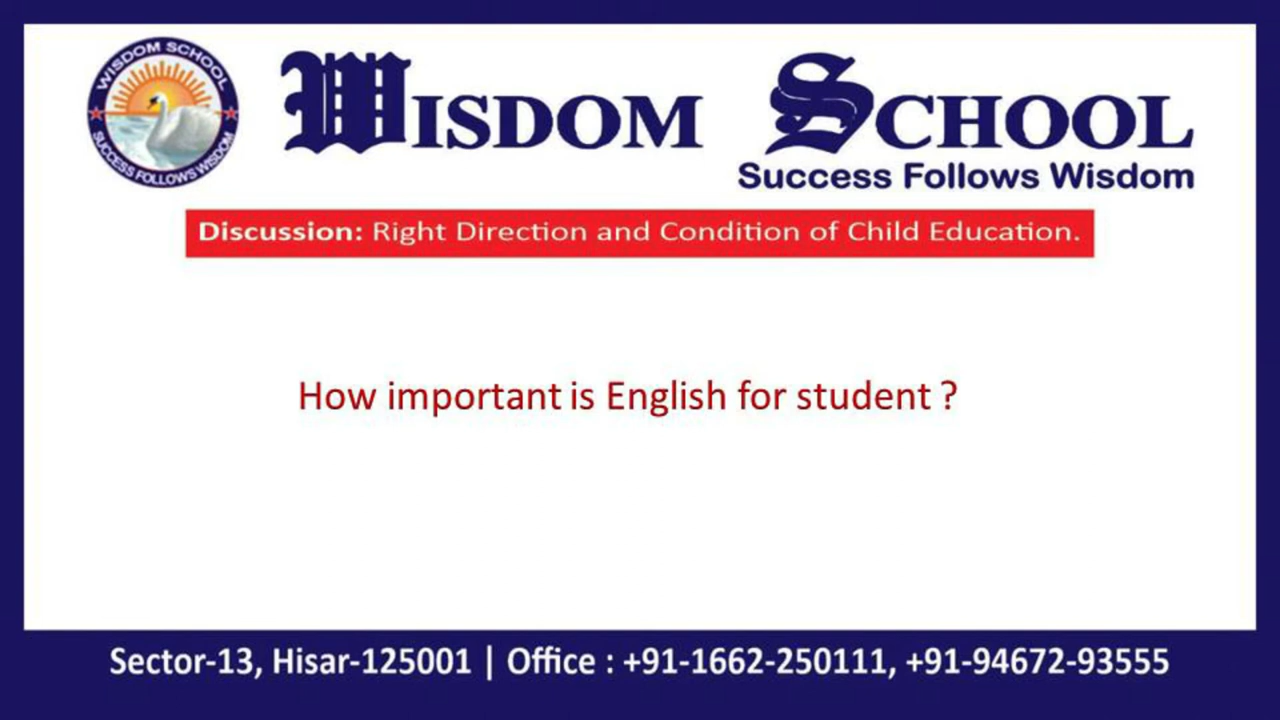 WISDOM SCHOOL
SUCCESS FOLLOWS WISDOM
WISDOM SCHOOL
Success Follows Wisdom
Discussion: Right Direction and Condition of Child Education.
How important is English for student ?
Sector-13, Hisar-125001 | Office : +91-1662-250111, +91-94672-93555